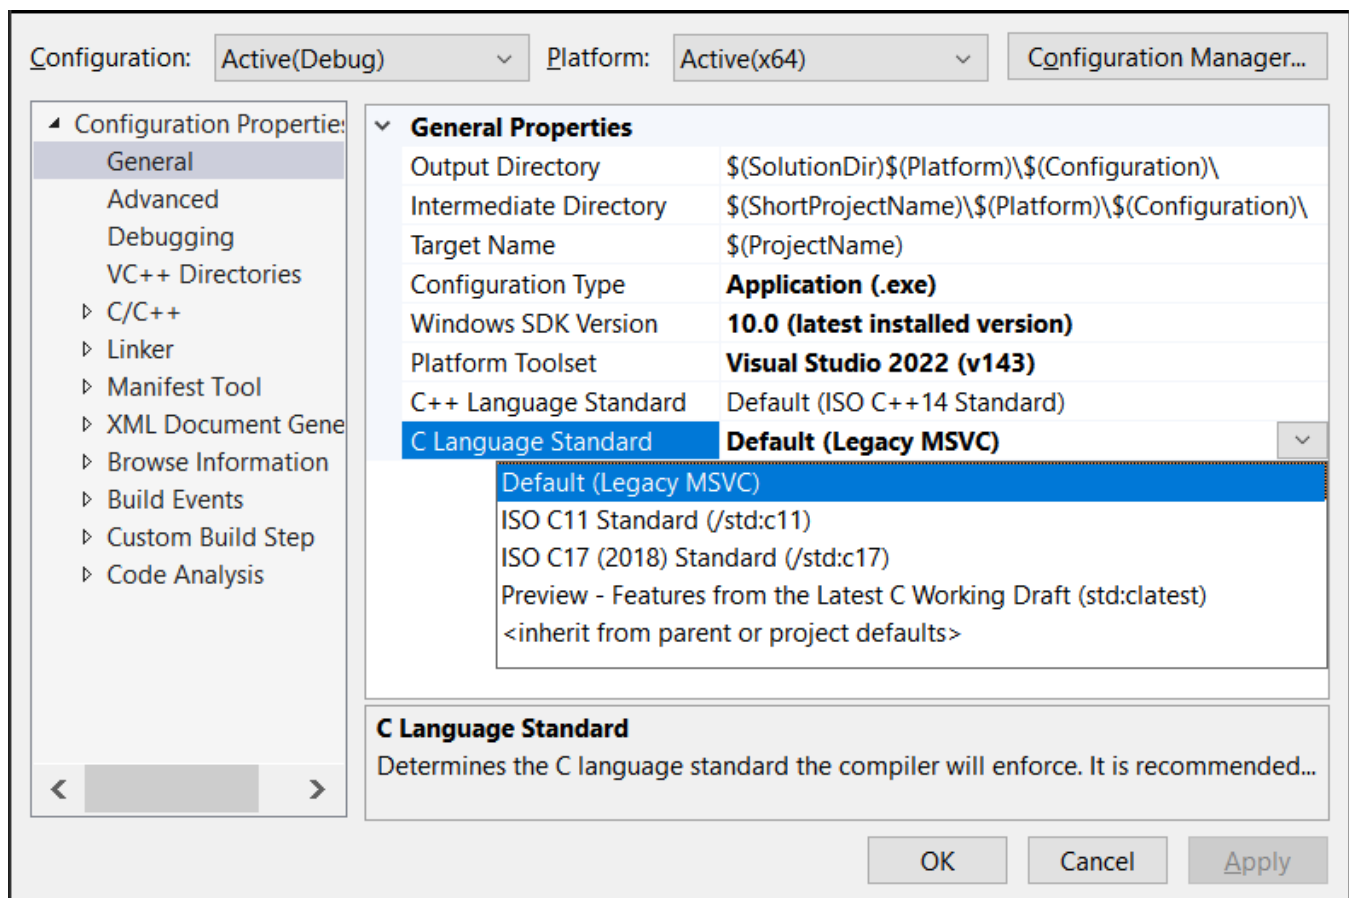 Configuration: Active(Debug) Platform: Active(x64) Configuration Manager...
Configuration Properties
General
Advanced
Debugging
VC++ Directories
C/C++
Linker
Manifest Tool
XML Document Gene
Browse Information
Build Events
Custom Build Step
Code Analysis
General Properties
Output Directory $(SolutionDir)$(Platform)\$(Configuration)\
Intermediate Directory $(ShortProjectName)\$(Platform)\$(Configuration)\
Target Name $(ProjectName)
Configuration Type Application (.exe)
Windows SDK Version 10.0 (latest installed version)
Platform Toolset Visual Studio 2022 (v143)
C++ Language Standard Default (ISO C++14 Standard)
C Language Standard Default (Legacy MSVC)
Default (Legacy MSVC)
ISO C11 Standard (/std:c11)
ISO C17 (2018) Standard (/std:c17)
Preview - Features from the Latest C Working Draft (std:clatest)
<inherit from parent or project defaults>
C Language Standard
Determines the C language standard the compiler will enforce. It is recommended...
OK Cancel Apply